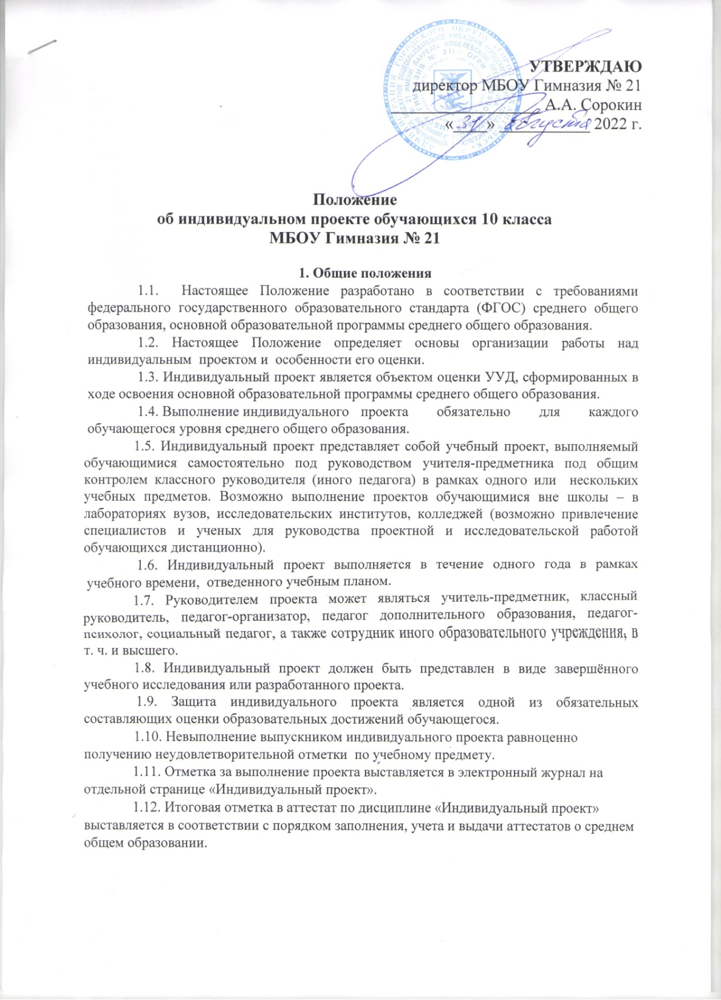 УТВЕРЖДАЮ
директор МБОУ Гимназия № 21
А.А. Сорокин
«31» августа 2022 г.
Положение
об индивидуальном проекте обучающихся 10 класса
МБОУ Гимназия № 21
1. Общие положения
1.1. Настоящее Положение разработано в соответствии с требованиями
федерального государственного образовательного стандарта (ФГОС) среднего общего
образования, основной образовательной программы среднего общего образования.
1.2. Настоящее Положение определяет основы организации работы над
индивидуальным проектом и особенности его оценки.
1.3. Индивидуальный проект является объектом оценки УУД, сформированных в
ходе освоения основной образовательной программы среднего общего образования.
1.4. Выполнение индивидуального проекта обязательно для каждого
обучающегося уровня среднего общего образования.
1.5. Индивидуальный проект представляет собой учебный проект, выполняемый
обучающимися самостоятельно под руководством учителя-предметника под общим
контролем классного руководителя (иного педагога) в рамках одного или нескольких
учебных предметов. Возможно выполнение проектов обучающимися вне школы – в
лабораториях вузов, исследовательских институтов, колледжей (возможно привлечение
специалистов и ученых для руководства проектной и исследовательской работой
обучающихся дистанционно).
1.6. Индивидуальный проект выполняется в течение одного года в рамках
учебного времени, отведенного учебным планом.
1.7. Руководителем проекта может являться учитель-предметник, классный
руководитель, педагог-организатор, педагог дополнительного образования, педагог-
психолог, социальный педагог, а также сотрудник иного образовательного учреждения, в
т. ч. и высшего.
1.8. Индивидуальный проект должен быть представлен в виде завершённого
учебного исследования или разработанного проекта.
1.9. Защита индивидуального проекта является одной из обязательных
составляющих оценки образовательных достижений обучающегося.
1.10. Невыполнение выпускником индивидуального проекта равноценно
получению неудовлетворительной отметки по учебному предмету.
1.11. Отметка за выполнение проекта выставляется в электронный журнал на
отдельной странице «Индивидуальный проект».
1.12. Итоговая отметка в аттестат по дисциплине «Индивидуальный проект»
выставляется в соответствии с порядком заполнения, учета и выдачи аттестатов о среднем
общем образовании.